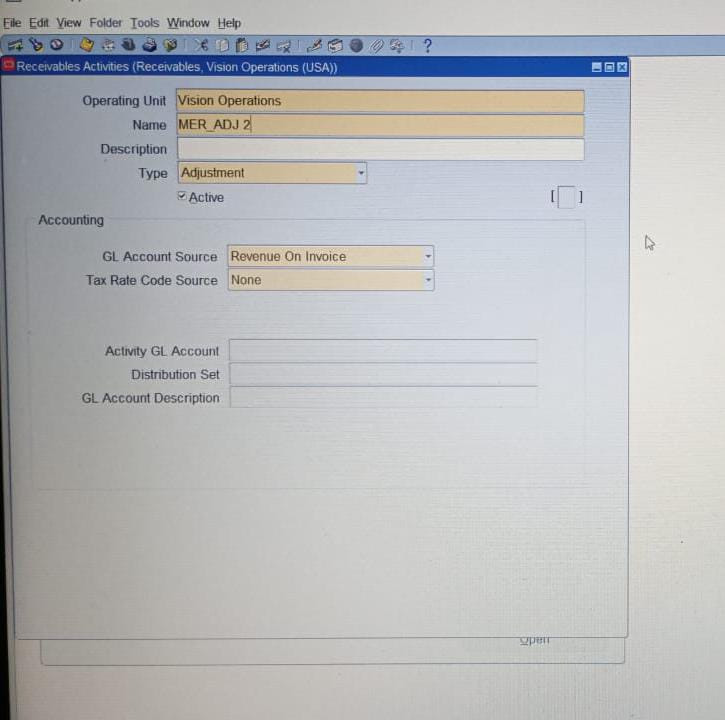 File Edit View Folder Tools Window Help
Receivables Activities (Receivables, Vision Operations (USA))
Operating Unit Vision Operations
Name MER_ADJ 2
Description
Type Adjustment
Active
[ ]
Accounting
GL Account Source Revenue On Invoice
Tax Rate Code Source None
Activity GL Account
Distribution Set
GL Account Description
Open